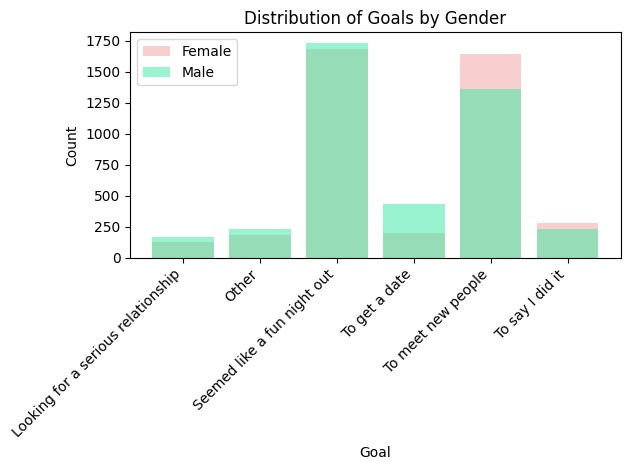 Distribution of Goals by Gender
Female
Male
1750
1500
1250
1000
750
500
250
0
Count
Looking for a serious relationship
Other
Seemed like a fun night out
To get a date
To meet new people
To say I did it
Goal